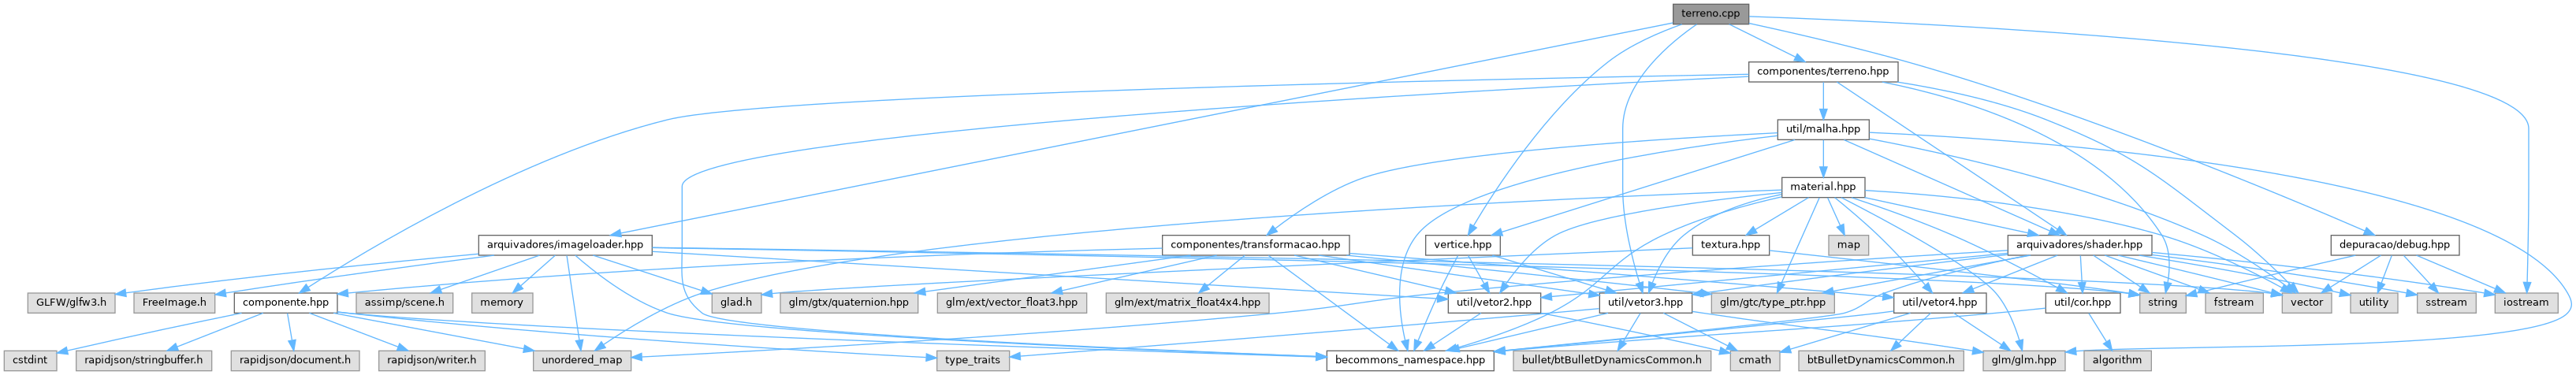 terreno.cpp
componentes/terreno.hpp
util/malha.hpp
material.hpp
arquivadores/imageloader.hpp
componentes/transformacao.hpp
vertice.hpp
textura.hpp
map
arquivadores/shader.hpp
depuracao/debug.hpp
GLFW/glfw3.h
FreeImage.h
componente.hpp
assimp/scene.h
memory
glad.h
glm/gtx/quaternion.hpp
glm/ext/vector_float3.hpp
glm/ext/matrix_float4x4.hpp
util/vetor2.hpp
util/vetor3.hpp
glm/gtc/type_ptr.hpp
util/vetor4.hpp
util/cor.hpp
string
fstream
vector
utility
sstream
iostream
cstdint
rapidjson/stringbuffer.h
rapidjson/document.h
rapidjson/writer.h
unordered_map
type_traits
becommons_namespace.hpp
bullet/btBulletDynamicsCommon.h
cmath
btBulletDynamicsCommon.h
glm/glm.hpp
algorithm